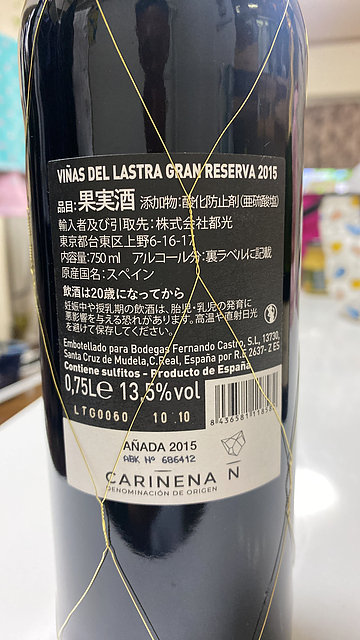 VIÑAS DEL LASTRA GRAN RESERVA 2015
品目:果実酒 添加物:酸化防止剤(亜硫酸塩)
輸入者及び引取先:株式会社都光
東京都台東区上野6-16-17
内容量:750ml アルコール分:裏ラベルに記載
原産国名:スペイン
飲酒は20歳になってから
妊娠中や授乳期の飲酒は、胎児・乳児の発育に
悪影響を与える恐れがあります。高温や直射日光
を避けて保存してください。
Embotellado para Bodegas Fernando Castro, S.L, 13730,
Santa Cruz de Mudela,C.Real, España por R.E 2637- Z ES
Contiene sulfitos - Producto de España
0,75L℮ 13,5%vol
LTG0060 10 10
8 436581
AÑADA 2015
ABK Nº 686412
CARIÑENA N
DENOMINACIÓN DE ORIGEN